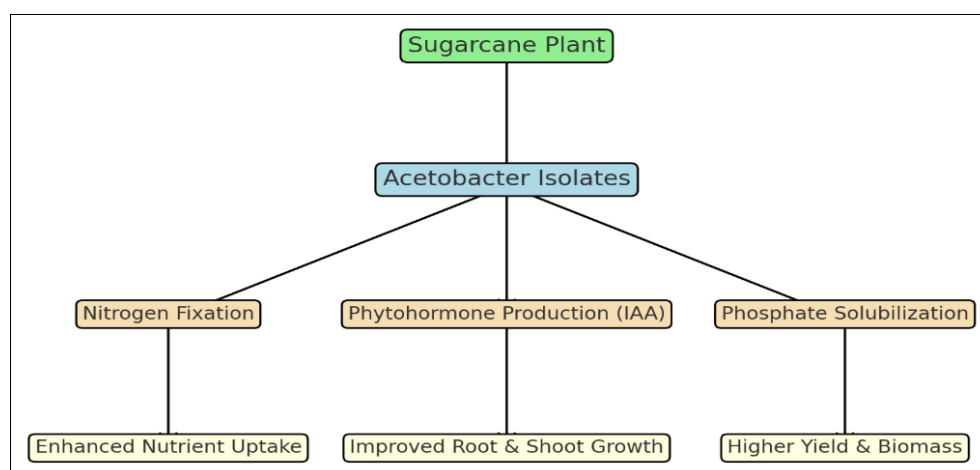 Sugarcane Plant
Acetobacter Isolates
Nitrogen Fixation
Phytohormone Production (IAA)
Phosphate Solubilization
Enhanced Nutrient Uptake
Improved Root & Shoot Growth
Higher Yield & Biomass